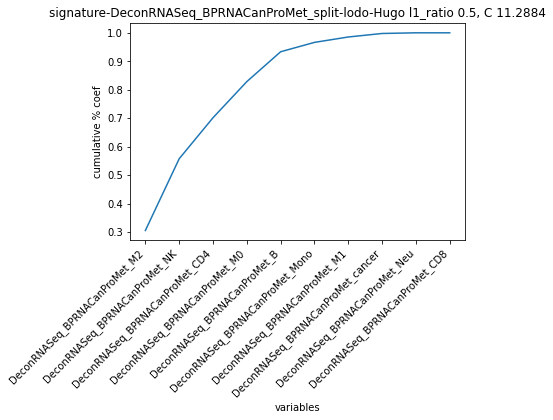 signature-DeconRNASeq_BPRNACanProMet_split-lodo-Hugo l1_ratio 0.5, C 11.2884
cumulative % coef
1.0
0.9
0.8
0.7
0.6
0.5
0.4
0.3
DeconRNASeq_BPRNACanProMet_M2
DeconRNASeq_BPRNACanProMet_NK
DeconRNASeq_BPRNACanProMet_CD4
DeconRNASeq_BPRNACanProMet_M0
DeconRNASeq_BPRNACanProMet_B
DeconRNASeq_BPRNACanProMet_Mono
DeconRNASeq_BPRNACanProMet_M1
DeconRNASeq_BPRNACanProMet_cancer
DeconRNASeq_BPRNACanProMet_Neu
DeconRNASeq_BPRNACanProMet_CD8
variables